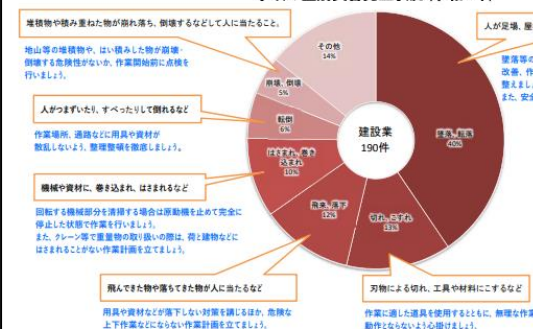 堆積物や積み重ねた物が崩れ落ち、倒壊するなどして人に当たること。
地山等の堆積物や、はい積みした物が崩壊・
倒壊する危険性がないか、作業開始前に点検を
行いましょう。
人がつまずいたり、すべったりして倒れるなど
作業場所、通路などに用具や資材が
散乱しないよう、整理整頓を徹底しましょう。
機械や資材に、巻き込まれ、はさまれるなど
回転する機械部分を清掃する場合は原動機を止めて完全に
停止した状態で作業を行いましょう。
また、クレーン等で重量物の取り扱いの際は、荷と建物などに
はさまれることがない作業計画を立てましょう。
飛んできた物や落ちてきた物が人に当たるなど
用具や資材などが落下しない対策を講じるほか、危険な
上下作業などにならない作業計画を立てましょう。
その他
14%
崩壊、倒壊
5%
転倒
6%
はさまれ、巻き
込まれ
10%
飛来、落下
12%
切れ、こすれ
13%
墜落、転落
40%
建設業
190件
人が足場、屋
墜落等の
改善、作
整えまし
また、安全
刃物による切れ、工具や材料にこするなど
作業に適した道具を使用するとともに、無理な作業
動作とならないよう心掛けましょう。